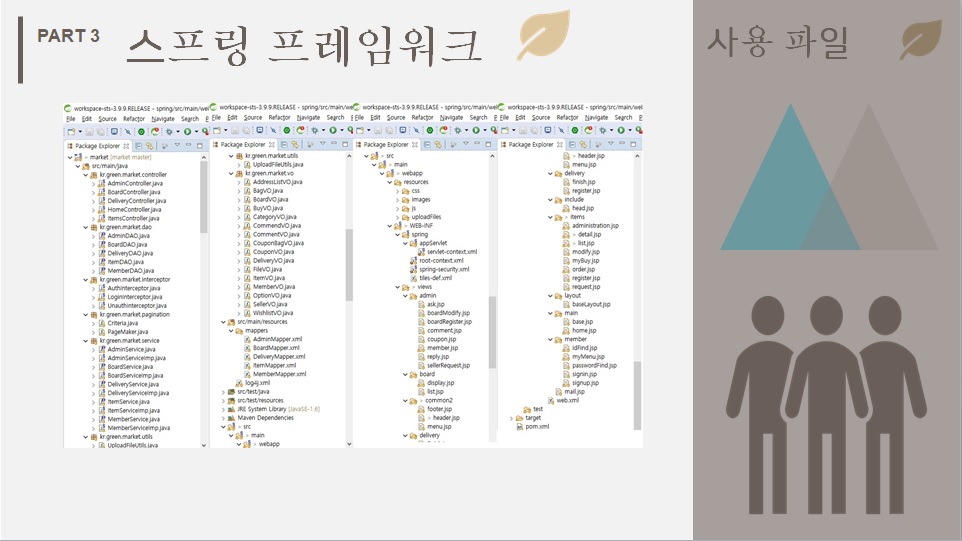 PART 3
스프링 프레임워크
사용 파일
workspace-sts-3.9.9.RELEASE - spring/src/main/wel
File Edit Source Refactor Navigate Search Project
Package Explorer
market [market master]
src/main/java
kr.green.market.controller
AdminController.java
BoardController.java
DeliveryController.java
HomeController.java
ItemsController.java
kr.green.market.dao
AdminDAO.java
BoardDAO.java
DeliveryDAO.java
ItemDAO.java
MemberDAO.java
kr.green.market.interceptor
AuthInterceptor.java
LoginInterceptor.java
UnauthInterceptor.java
kr.green.market.pagination
Criteria.java
PageMaker.java
kr.green.market.service
AdminService.java
AdminServiceImp.java
BoardService.java
BoardServiceImp.java
DeliveryService.java
DeliveryServiceImp.java
ItemService.java
ItemServiceImp.java
MemberService.java
MemberServiceImp.java
kr.green.market.utils
UploadFileUtils.java
workspace-sts-3.9.9.RELEASE - spring/src/main/we
File Edit Source Refactor Navigate Search P
Package Explorer
kr.green.market.utils
UploadFileUtils.java
kr.green.market.vo
AddressListVO.java
BagVO.java
BoardVO.java
BuyVO.java
CategoryVO.java
CommendVO.java
CommentVO.java
CouponBagVO.java
CouponVO.java
DeliveryVO.java
FileVO.java
ItemVO.java
MemberVO.java
OptionVO.java
SellerVO.java
WishlistVO.java
src/main/resources
mappers
AdminMapper.xml
BoardMapper.xml
DeliveryMapper.xml
ItemMapper.xml
MemberMapper.xml
log4j.xml
src/test/java
src/test/resources
JRE System Library [JavaSE-1.6]
Maven Dependencies
src
main
webapp
workspace-sts-3.9.9.RELEASE - spring/src/main/we
File Edit Source Refactor Navigate Search P
Package Explorer
src
main
webapp
resources
css
images
js
uploadFiles
WEB-INF
spring
appServlet
servlet-context.xml
root-context.xml
spring-security.xml
tiles-def.xml
views
admin
ask.jsp
boardModify.jsp
boardRegister.jsp
comment.jsp
coupon.jsp
member.jsp
reply.jsp
sellerRequest.jsp
board
display.jsp
list.jsp
common2
footer.jsp
header.jsp
menu.jsp
delivery
workspace-sts-3.9.9.RELEASE - spring/src/main/we
File Edit Source Refactor Navigate Search P
Package Explorer
header.jsp
menu.jsp
delivery
finish.jsp
register.jsp
include
head.jsp
items
administration.jsp
detail.jsp
list.jsp
modify.jsp
myBuy.jsp
order.jsp
register.jsp
request.jsp
layout
baseLayout.jsp
main
base.jsp
home.jsp
member
idFind.jsp
myMenu.jsp
passwordFind.jsp
signin.jsp
signup.jsp
mail.jsp
web.xml
test
target
pom.xml